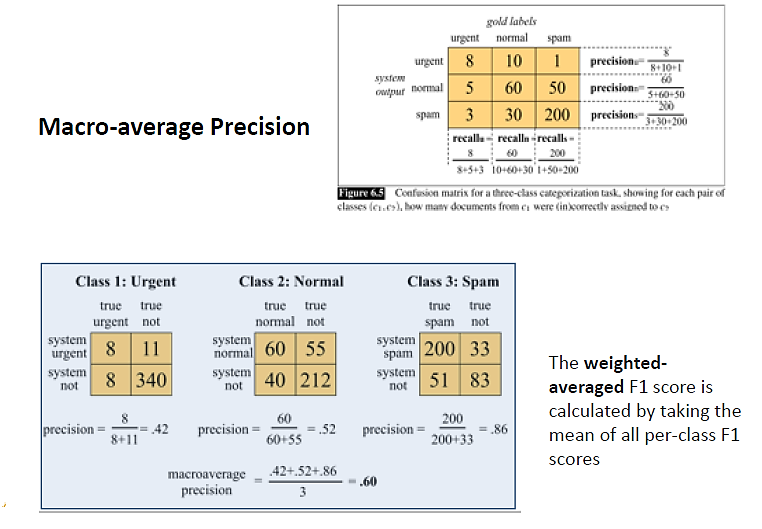 Macro-average Precision
gold labels
urgent normal spam
urgent 8 10 1 precisionu= 8
8+10+1
system output normal 5 60 50 precisionn= 60
5+60+50
spam 3 30 200 precisions= 200
3+30+200
recallu = recalln = recalls =
8 60 200
8+5+3 10+60+30 1+50+200
Figure 6.5 Confusion matrix for a three-class categorization task, showing for each pair of
classes (c1, c2), how many documents from c1 were (in)correctly assigned to c2
Class 1: Urgent Class 2: Normal Class 3: Spam
true urgent true not true normal true not true spam true not
system urgent 8 11 system normal 60 55 system spam 200 33
system not 8 340 system not 40 212 system not 51 83
precision = 8 / 8+11 = .42 precision = 60 / 60+55 = .52 precision = 200 / 200+33 = .86
macroaverage precision = .42+.52+.86 / 3 = .60
The weighted-
averaged F1 score is
calculated by taking the
mean of all per-class F1
scores